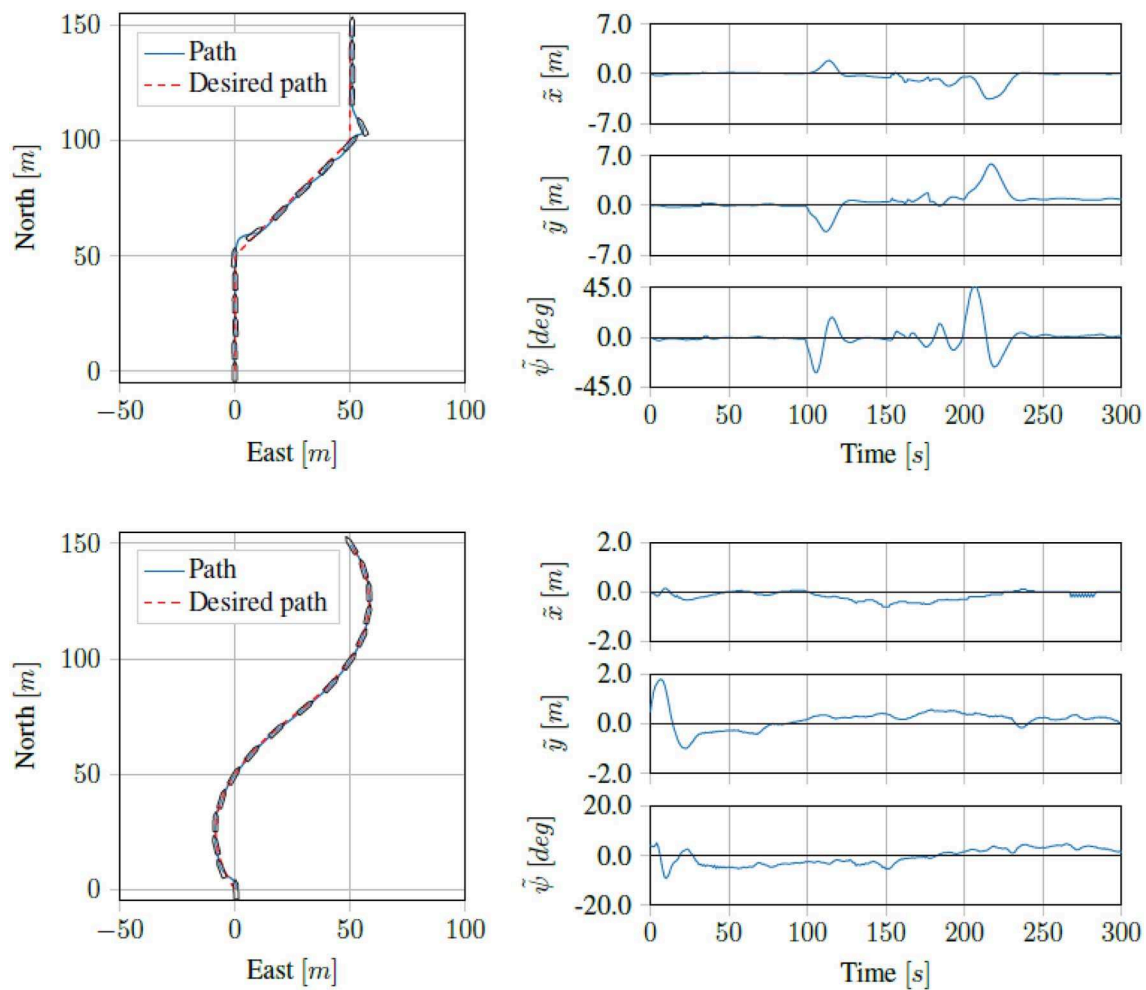 150
100
50
0
North [m]
Path
Desired path
−50 0 50 100
East [m]
7.0
0.0
-7.0
x̃ [m]
7.0
0.0
-7.0
ỹ [m]
45.0
0.0
-45.0
ψ̃ [deg]
0 50 100 150 200 250 300
Time [s]
150
100
50
0
North [m]
Path
Desired path
−50 0 50 100
East [m]
2.0
0.0
-2.0
x̃ [m]
2.0
0.0
-2.0
ỹ [m]
20.0
0.0
-20.0
ψ̃ [deg]
0 50 100 150 200 250 300
Time [s]